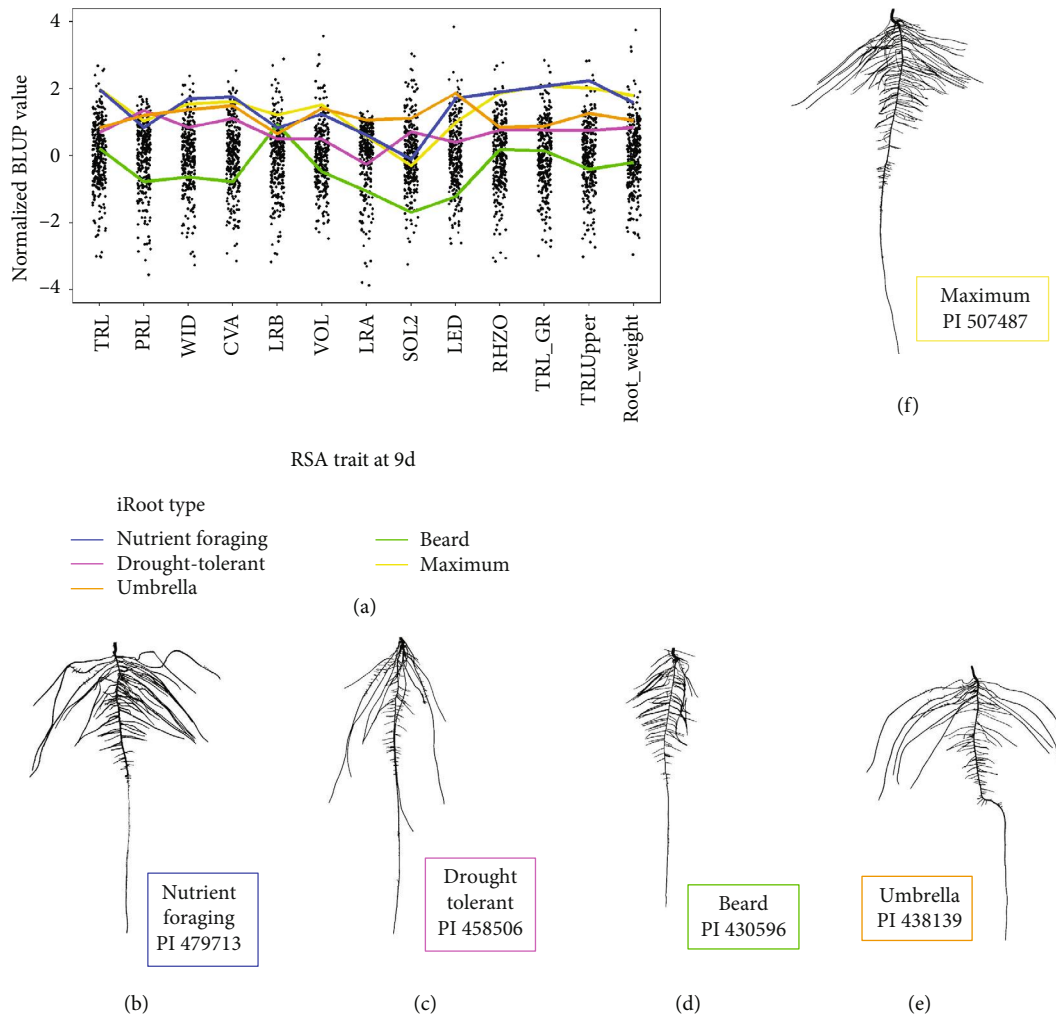 4
2
0
−2
−4
Normalized BLUP value
TRL
PRL
WID
CVA
LRB
VOL
LRA
SOL2
LED
RHZO
TRL_GR
TRLUpper
Root_weight
RSA trait at 9d
iRoot type
Nutrient foraging
Drought-tolerant
Umbrella
Beard
Maximum
(a)
Maximum
PI 507487
(f)
Nutrient
foraging
PI 479713
(b)
Drought
tolerant
PI 458506
(c)
Beard
PI 430596
(d)
Umbrella
PI 438139
(e)